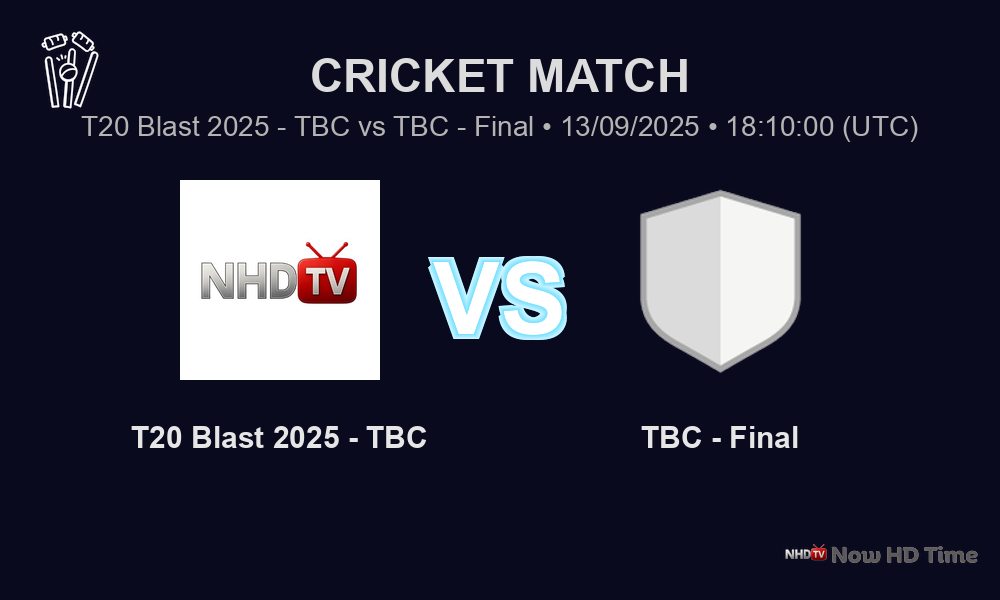 CRICKET MATCH
T20 Blast 2025 - TBC vs TBC - Final • 13/09/2025 • 18:10:00 (UTC)
NHD TV
VS
T20 Blast 2025 - TBC
TBC - Final
NHD TV Now HD Time